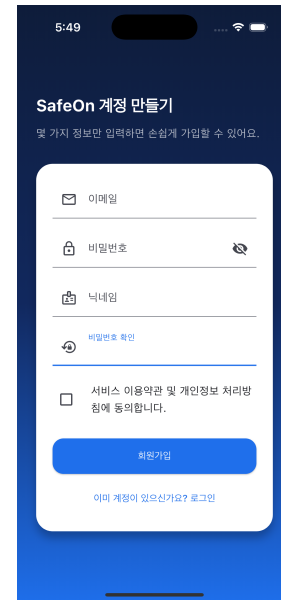 5:49
SafeOn 계정 만들기
몇 가지 정보만 입력하면 손쉽게 가입할 수 있어요.
이메일
비밀번호
닉네임
비밀번호 확인
서비스 이용약관 및 개인정보 처리방
침에 동의합니다.
회원가입
이미 계정이 있으신가요? 로그인